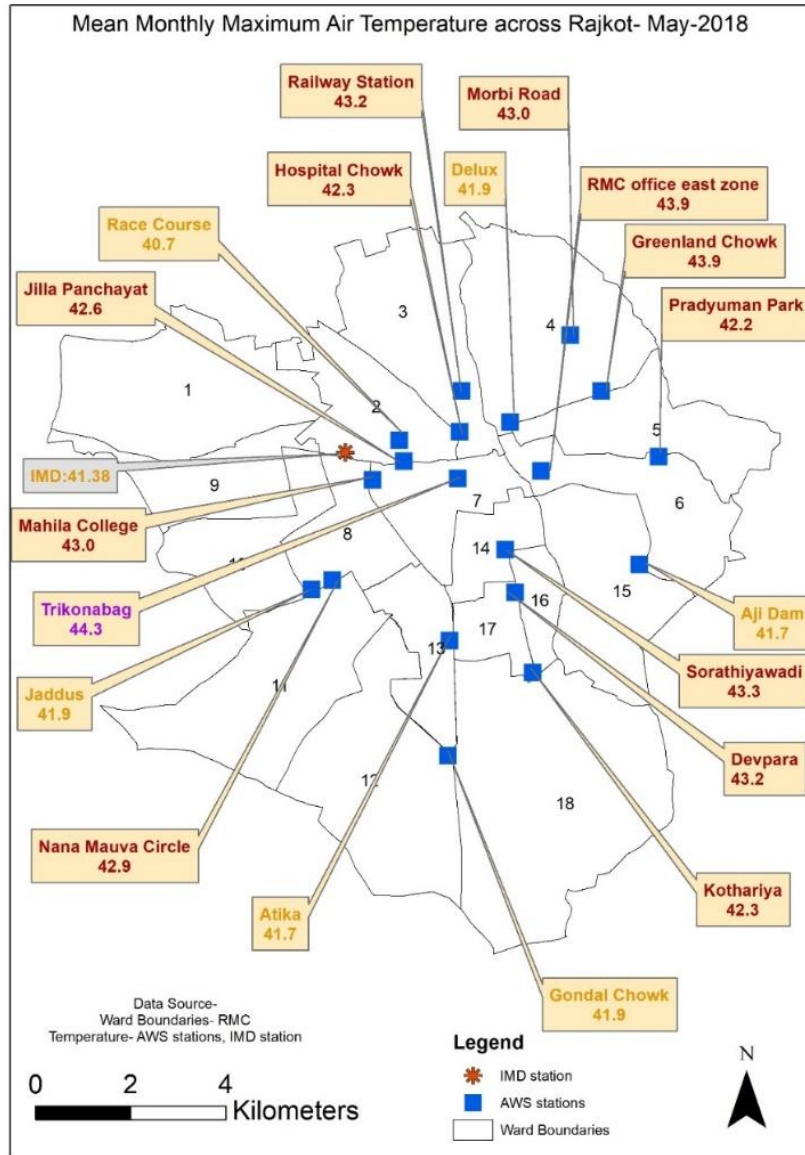 Mean Monthly Maximum Air Temperature across Rajkot- May-2018
Railway Station
43.2
Morbi Road
43.0
Hospital Chowk
42.3
Delux
41.9
RMC office east zone
43.9
Race Course
40.7
Greenland Chowk
43.9
Jilla Panchayat
42.6
Pradyuman Park
42.2
3
4
1
2
5
IMD:41.38
9
6
7
Mahila College
43.0
8
14
10
15
16
Trikonabag
44.3
Aji Dam
41.7
17
13
Sorathiyawadi
43.3
Jaddus
41.9
11
Devpara
43.2
12
18
Nana Mauva Circle
42.9
Kothariya
42.3
Atika
41.7
Gondal Chowk
41.9
Data Source-
Ward Boundaries- RMC
Temperature- AWS stations, IMD station
0 2 4
Kilometers
Legend
IMD station
AWS stations
Ward Boundaries
N